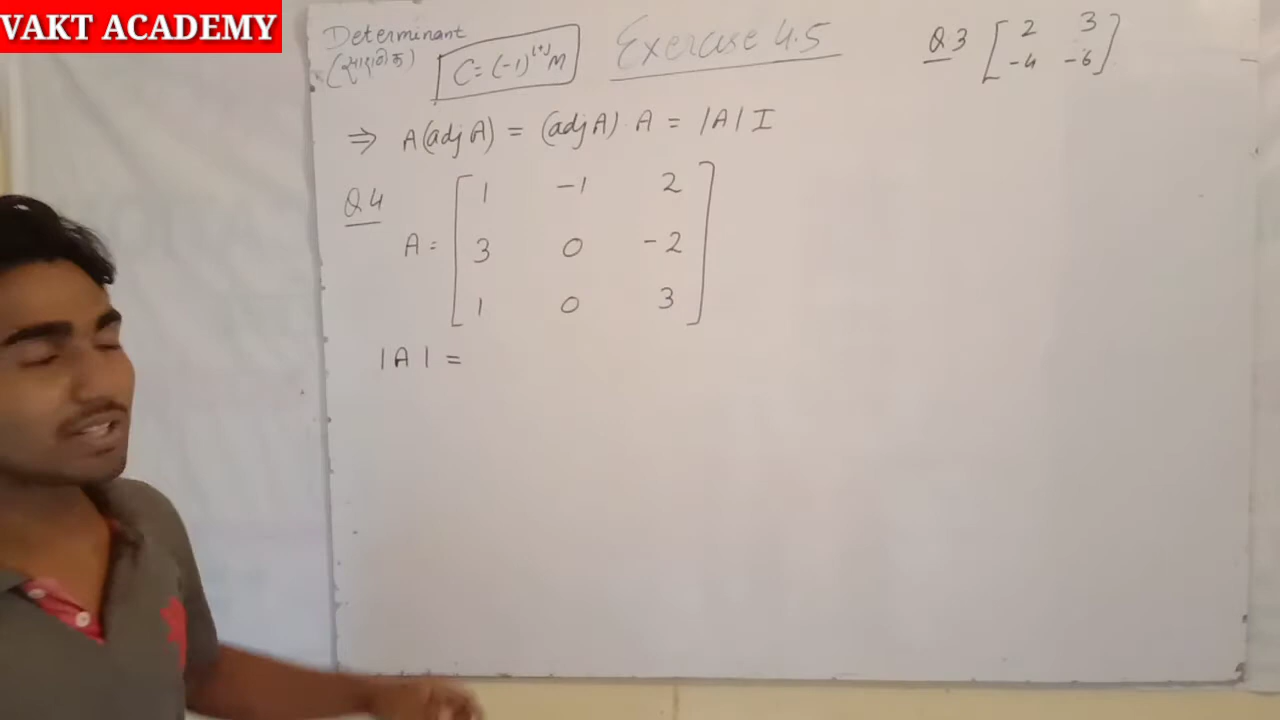 VAKT ACADEMY
Determinant
(सारणिक)
C = (-1)^{i+j} M
Exercise 4.5
Q3 [2 3
-4 -6]
⇒ A(adj A) = (adj A) · A = |A| I
Q4
A = [1 -1 2
3 0 -2
1 0 3]
|A| =